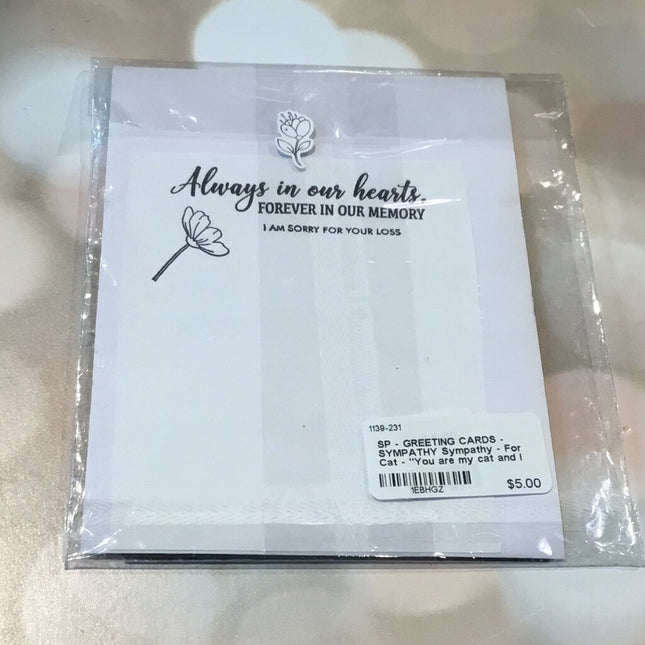 Always in our hearts,
FOREVER IN OUR MEMORY
I AM SORRY FOR YOUR LOSS
1139-231
SP - GREETING CARDS -
SYMPATHY Sympathy - For
Cat - "You are my cat and I
1EBHGZ
$5.00